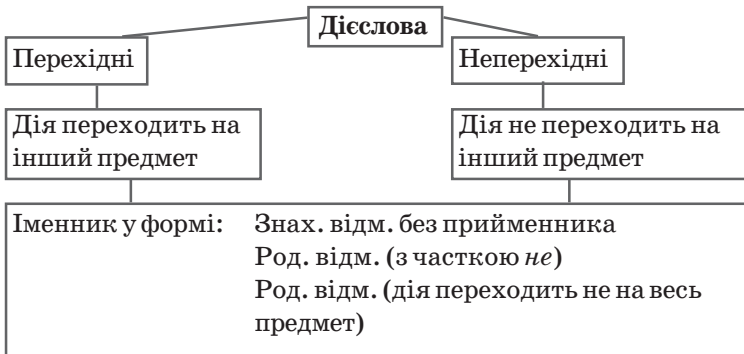 Дієслова
Перехідні
Неперехідні
Дія переходить на
інший предмет
Дія не переходить на
інший предмет
Іменник у формі: Знах. відм. без прийменника
Род. відм. (з часткою не)
Род. відм. (дія переходить не на весь
предмет)